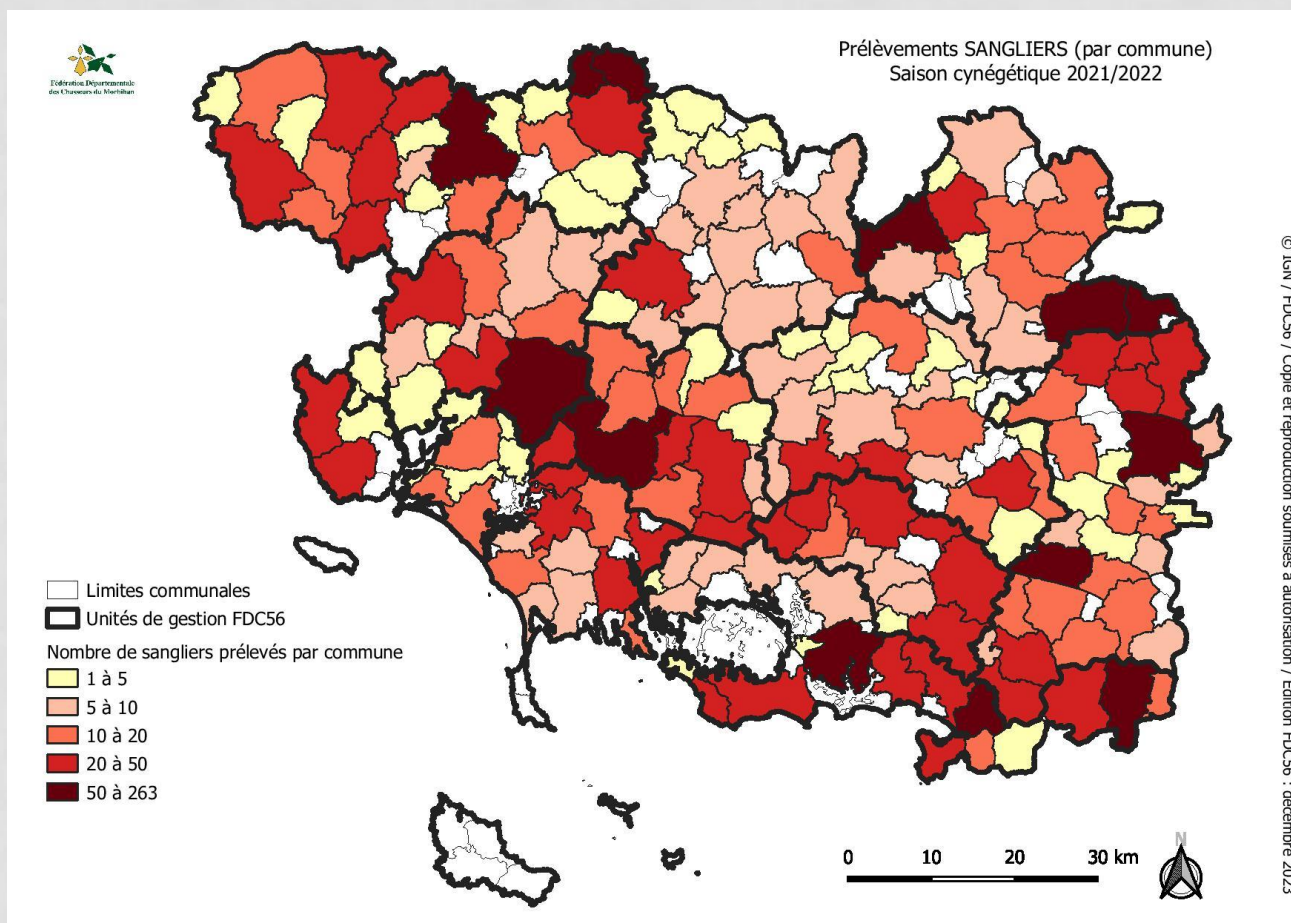 Fédération Départementale
des Chasseurs du Morbihan
Prélèvements SANGLIERS (par commune)
Saison cynégétique 2021/2022
Limites communales
Unités de gestion FDC56
Nombre de sangliers prélevés par commune
1 à 5
5 à 10
10 à 20
20 à 50
50 à 263
0 10 20 30 km
N
© IGN / FDC56 / Copie et reproduction soumises à autorisation / Edition FDC56 : décembre 2023